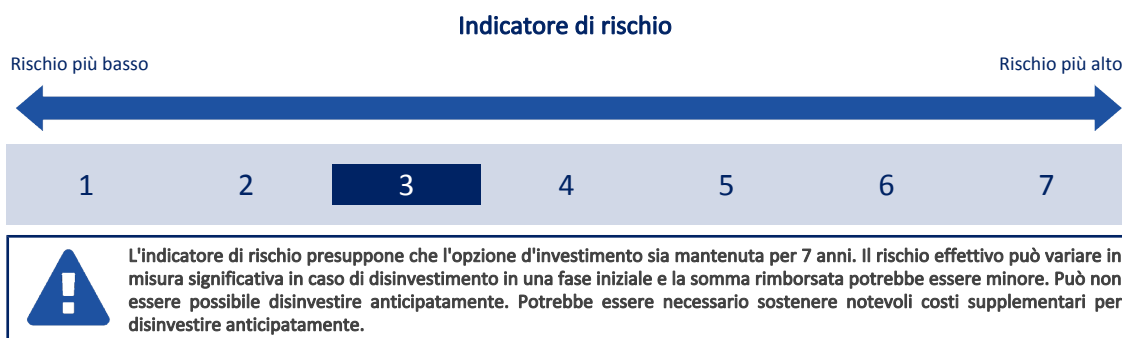 Indicatore di rischio
Rischio più basso
Rischio più alto
1 2 3 4 5 6 7
L'indicatore di rischio presuppone che l'opzione d'investimento sia mantenuta per 7 anni. Il rischio effettivo può variare in
misura significativa in caso di disinvestimento in una fase iniziale e la somma rimborsata potrebbe essere minore. Può non
essere possibile disinvestire anticipatamente. Potrebbe essere necessario sostenere notevoli costi supplementari per
disinvestire anticipatamente.